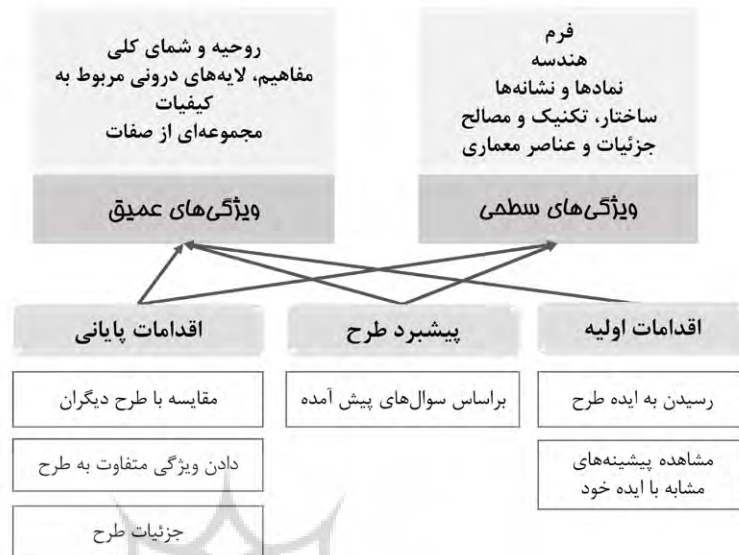 فرم
هندسه
نمادها و نشانه‌ها
ساختار، تکنیک و مصالح
جزئیات و عناصر معماری
ویژگی‌های سطحی
روحیه و شمای کلی
مفاهیم، لایه‌های درونی مربوط به
کیفیات
مجموعه‌ای از صفات
ویژگی‌های عمیق
اقدامات اولیه
رسیدن به ایده طرح
مشاهده پیشینه‌های
مشابه با ایده خود
پیشبرد طرح
براساس سوال‌های پیش آمده
اقدامات پایانی
مقایسه با طرح دیگران
دادن ویژگی متفاوت به طرح
جزئیات طرح